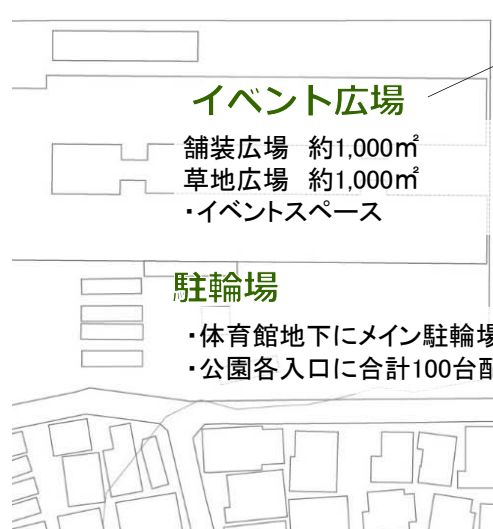 イベント広場
舗装広場 約1,000㎡
草地広場 約1,000㎡
・イベントスペース
駐輪場
・体育館地下にメイン駐輪場
・公園各入口に合計100台配